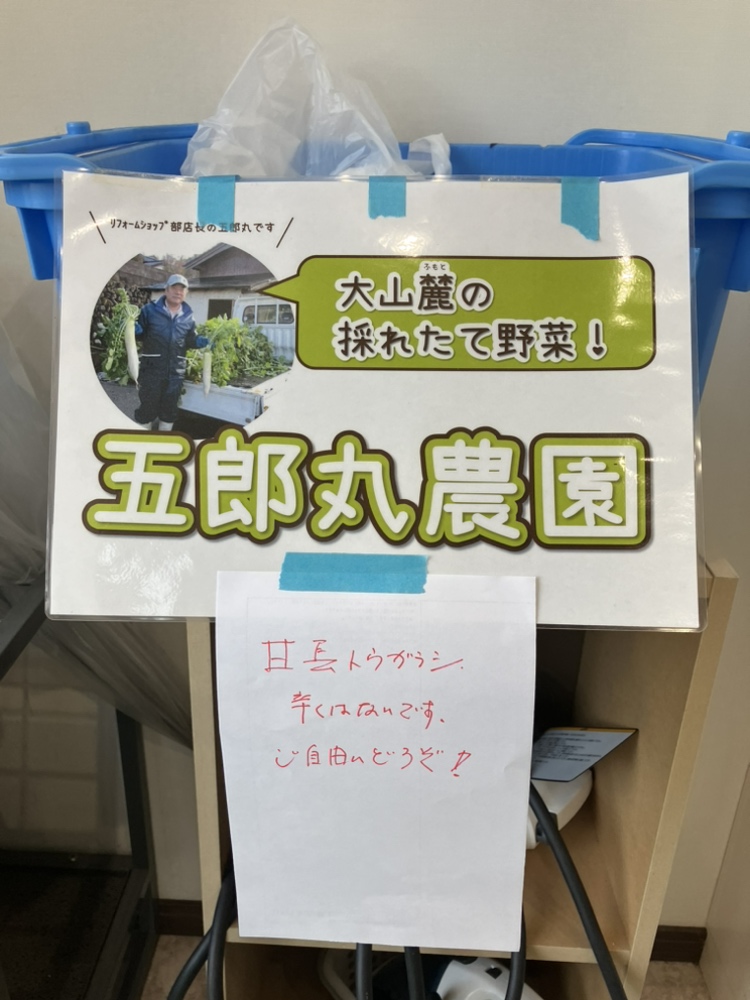 リフォームショップ部店長の五郎丸です
大山麓の
ふもと
採れたて野菜!
五郎丸農園
甘長トウガラシ.
辛くはないです.
ご自由にどうぞ!!